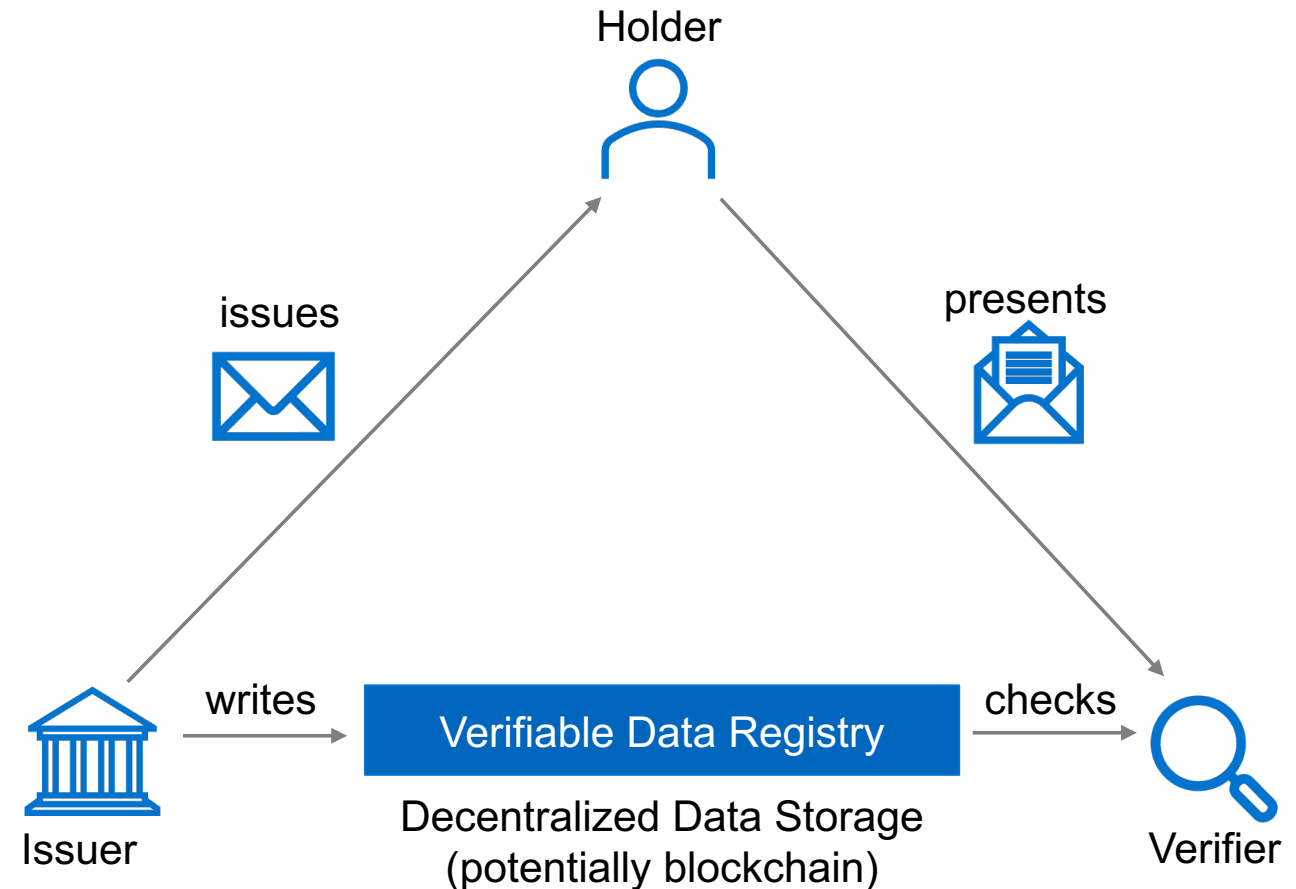 Holder
issues
presents
writes
Verifiable Data Registry
checks
Decentralized Data Storage
(potentially blockchain)
Issuer
Verifier